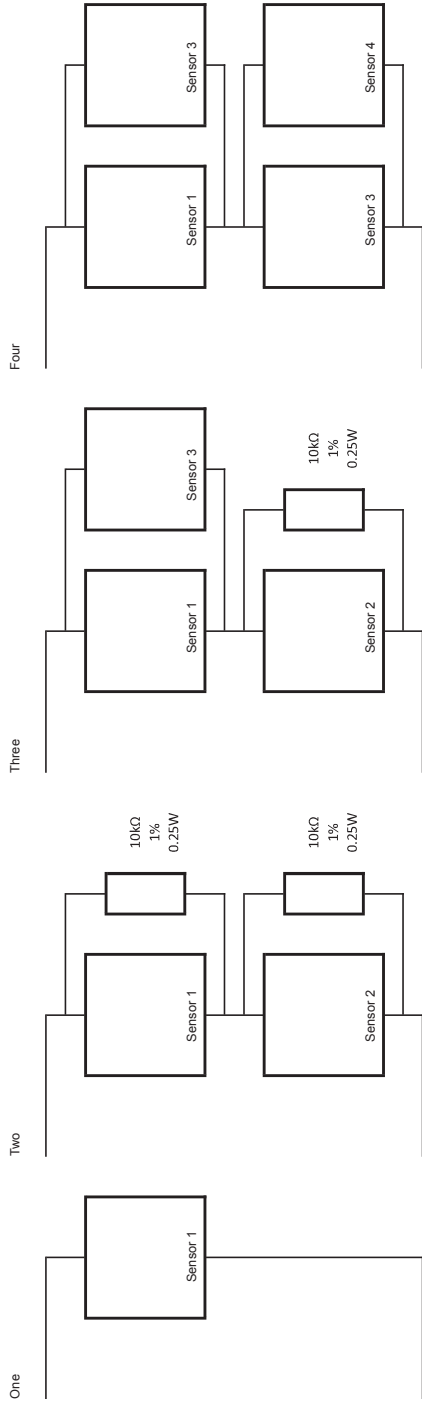 One
Sensor 1
Two
Sensor 1
10kΩ
1%
0.25W
Sensor 2
10kΩ
1%
0.25W
Three
Sensor 1
Sensor 3
Sensor 2
10kΩ
1%
0.25W
Four
Sensor 1
Sensor 3
Sensor 3
Sensor 4